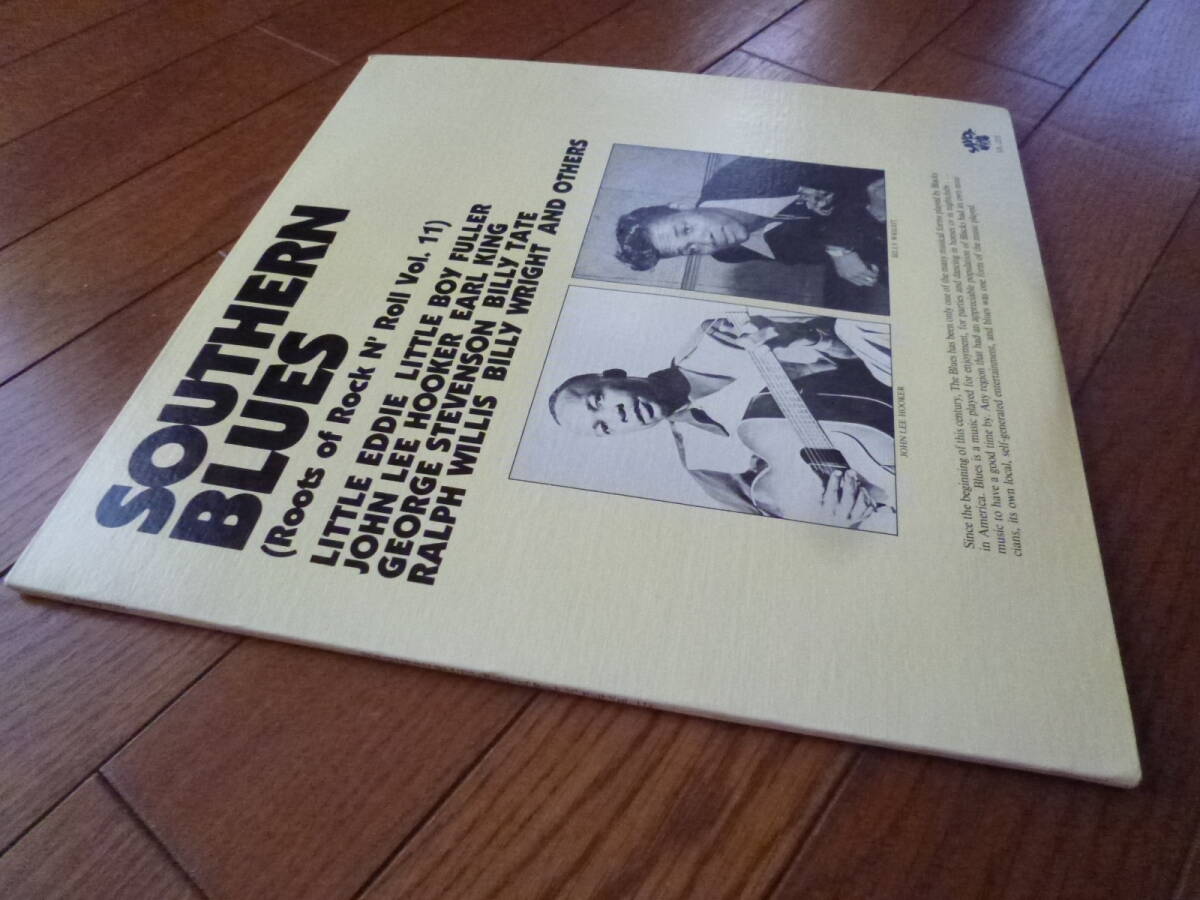 SOUTHERN
BLUES
(Roots of Rock N' Roll Vol. 11)
LITTLE EDDIE LITTLE BOY FULLER
JOHN LEE HOOKER EARL KING
GEORGE STEVENSON BILLY TATE
RALPH WILLIS BILLY WRIGHT AND OTHERS
JOHN LEE HOOKER
BILLY WRIGHT
Since the beginning of this century, The Blues has been only one of the many musical forms played by Blacks
in America. Blues is a music played for enjoyment, for parties and dancing in homes or in nightclubs
music to have a good time by. Any region that had an appreciable population of Blacks had its own musi-
cians, its own local, self-generated entertainment, and blues was one form of the music played.